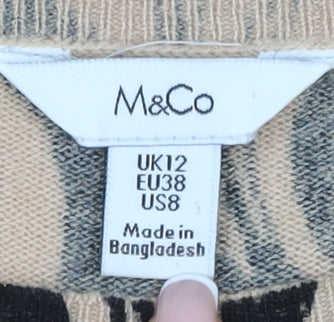 M&Co
UK12
EU38
US8
Made in
Bangladesh